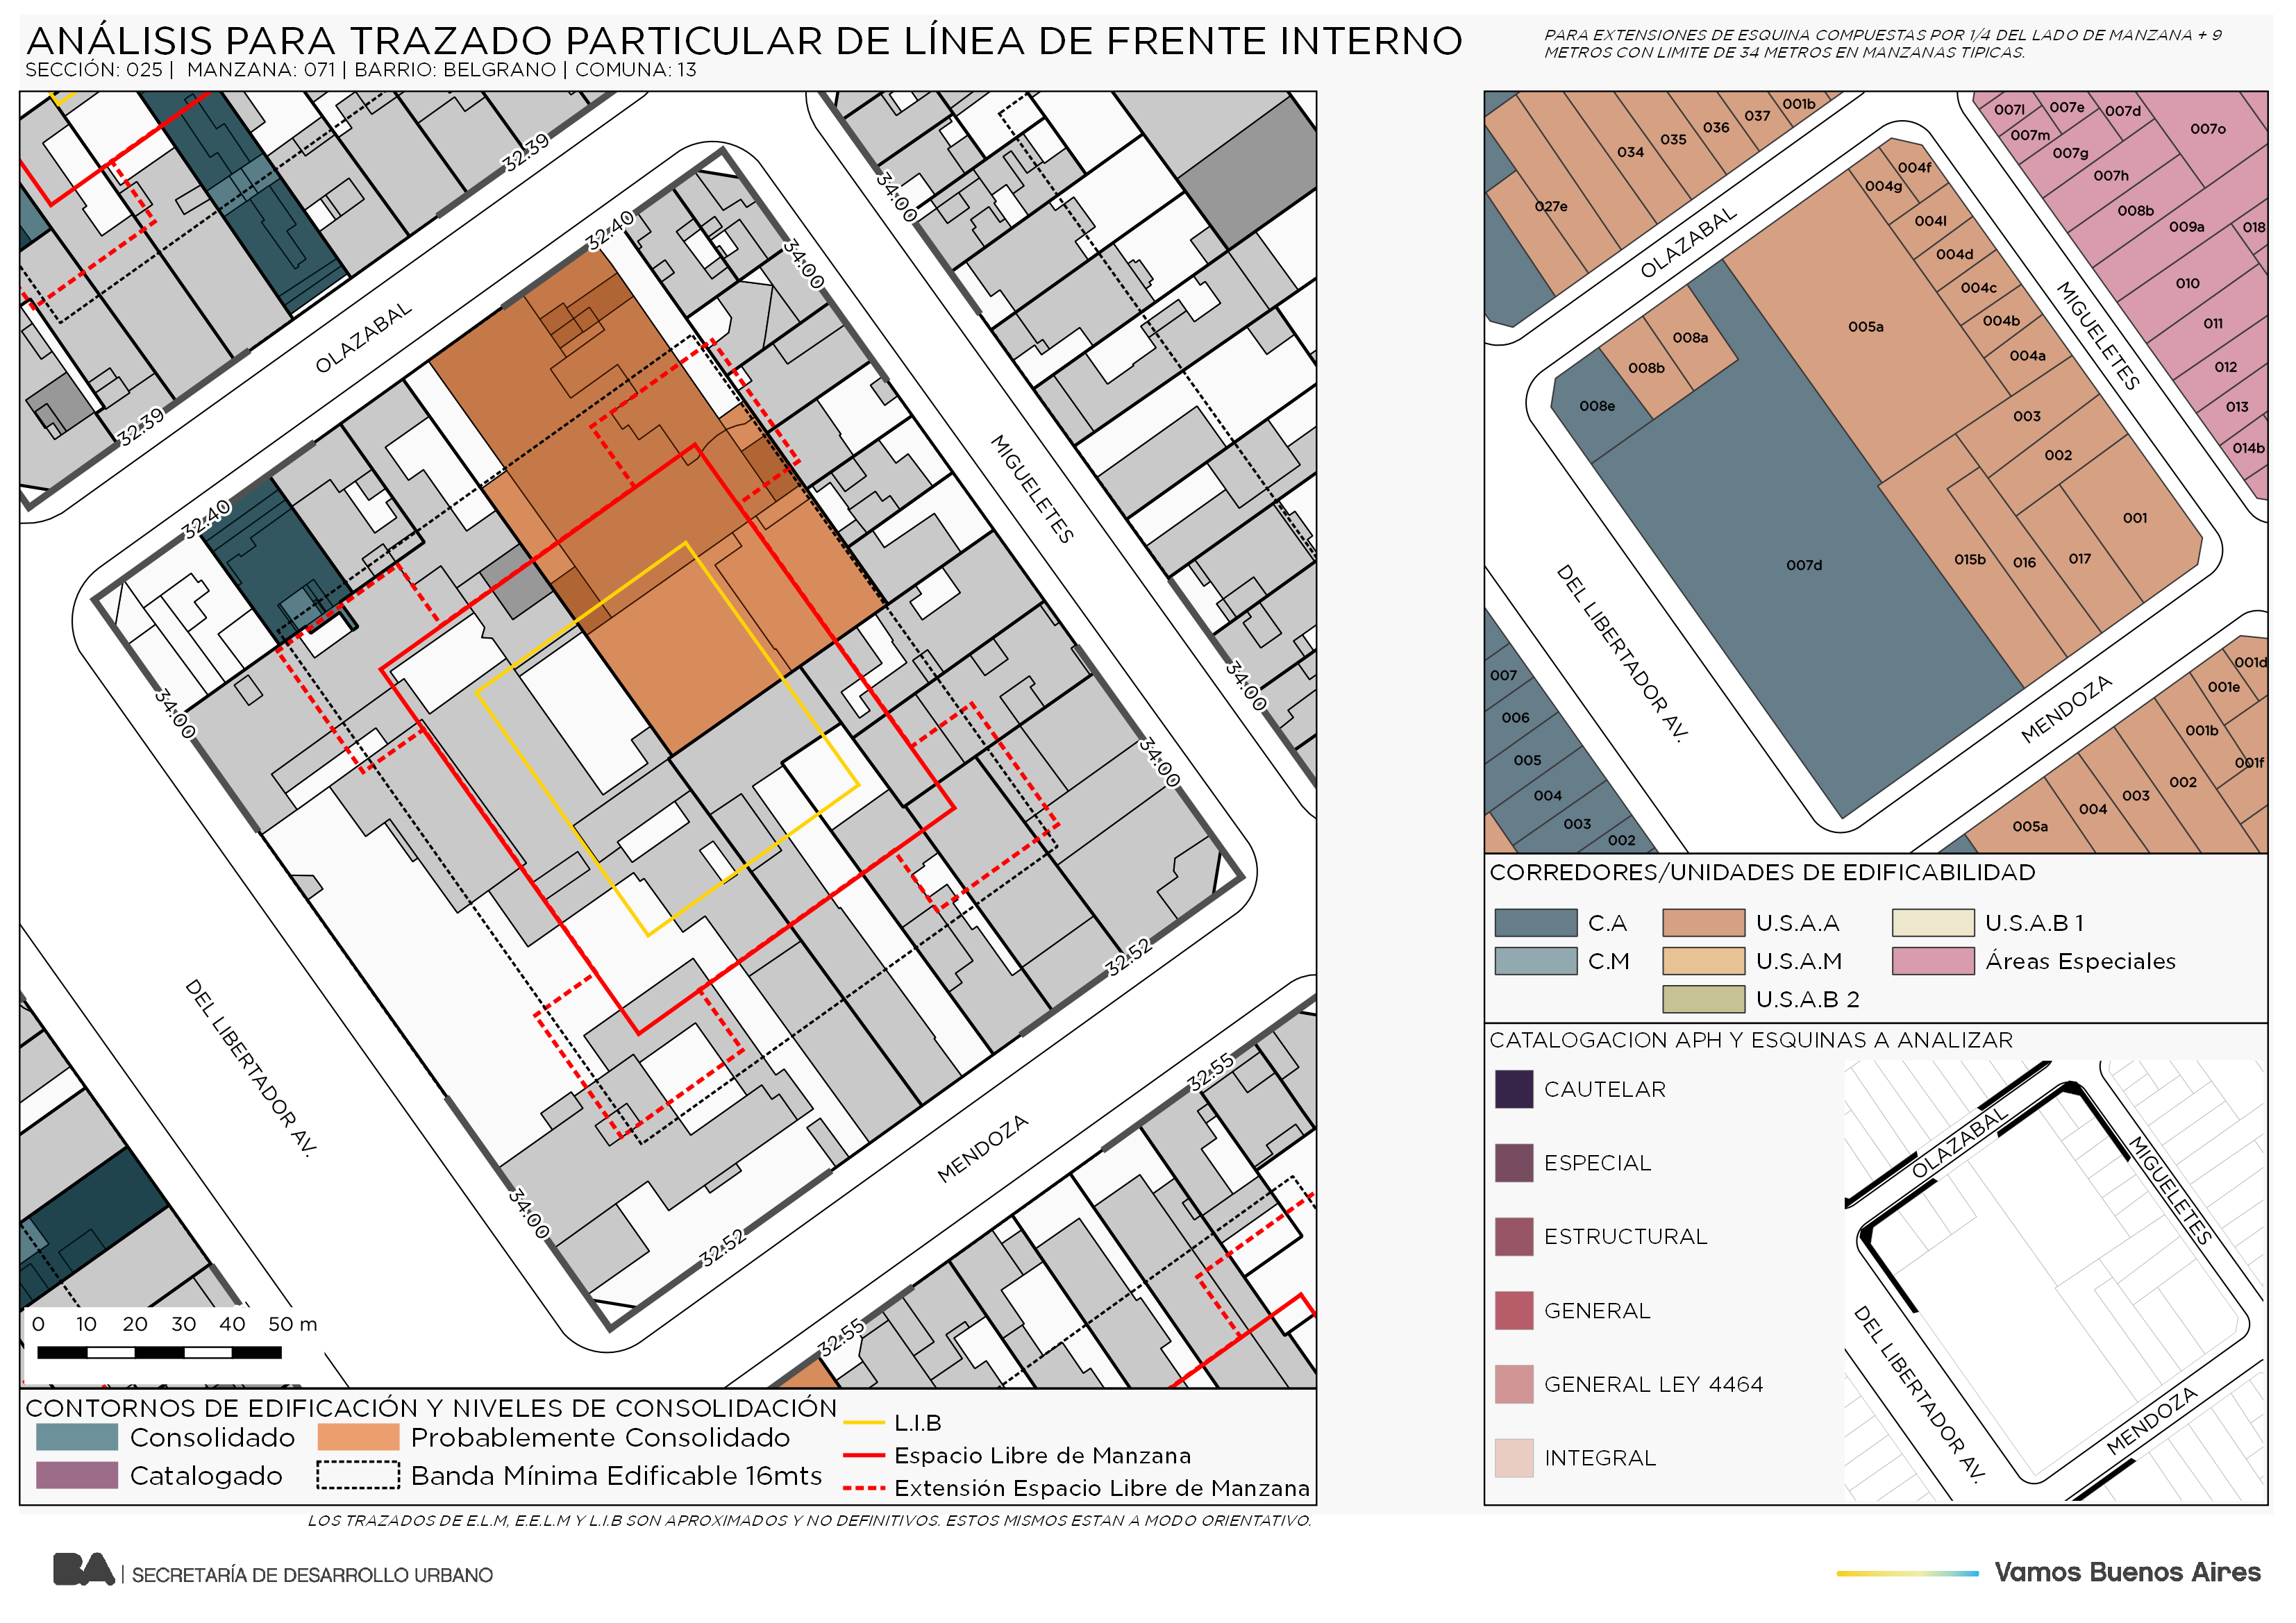 ANÁLISIS PARA TRAZADO PARTICULAR DE LÍNEA DE FRENTE INTERNO
SECCIÓN: 025 | MANZANA: 071 | BARRIO: BELGRANO | COMUNA: 13
PARA EXTENSIONES DE ESQUINA COMPUESTAS POR 1/4 DEL LADO DE MANZANA + 9
METROS CON LIMITE DE 34 METROS EN MANZANAS TIPICAS.
32.39
34.00
32.40
34.00
OLAZABAL
32.39
MIGUELETES
32.40
34.00
34.00
34.00
32.52
DEL LIBERTADOR AV.
32.55
MENDOZA
34.00
32.52
32.55
0 10 20 30 40 50 m
CONTORNOS DE EDIFICACIÓN Y NIVELES DE CONSOLIDACIÓN
Consolidado
Probablemente Consolidado
Catalogado
Banda Mínima Edificable 16mts
L.I.B
Espacio Libre de Manzana
Extensión Espacio Libre de Manzana
LOS TRAZADOS DE E.L.M, E.E.L.M Y L.I.B SON APROXIMADOS Y NO DEFINITIVOS. ESTOS MISMOS ESTAN A MODO ORIENTATIVO.
001b
037
036
035
034
027e
007l
007e
007d
007m
007o
007g
007h
008b
009a
018
010
011
012
013
014b
004f
004g
004l
004d
004c
004b
004a
005a
008a
008b
008e
003
002
001
007d
015b
016
017
OLAZABAL
MIGUELETES
DEL LIBERTADOR AV.
MENDOZA
007
006
005
004
003
002
001d
001e
001b
001f
002
003
004
005a
CORREDORES/UNIDADES DE EDIFICABILIDAD
C.A
U.S.A.A
U.S.A.B 1
C.M
U.S.A.M
Áreas Especiales
U.S.A.B 2
CATALOGACION APH Y ESQUINAS A ANALIZAR
CAUTELAR
ESPECIAL
ESTRUCTURAL
GENERAL
GENERAL LEY 4464
INTEGRAL
OLAZABAL
MIGUELETES
DEL LIBERTADOR AV.
MENDOZA
BA | SECRETARÍA DE DESARROLLO URBANO
Vamos Buenos Aires